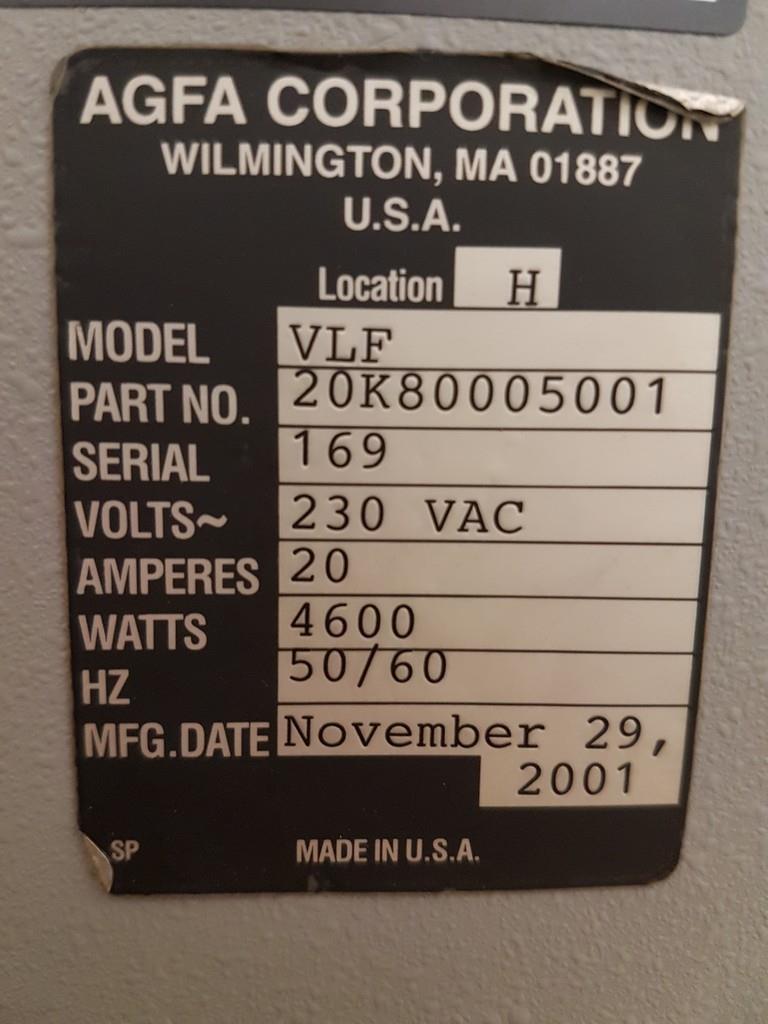 AGFA CORPORATION
WILMINGTON, MA 01887
U.S.A.
Location H
MODEL VLF
PART NO. 20K80005001
SERIAL 169
VOLTS~ 230 VAC
AMPERES 20
WATTS 4600
HZ 50/60
MFG.DATE November 29,
2001
SP MADE IN U.S.A.